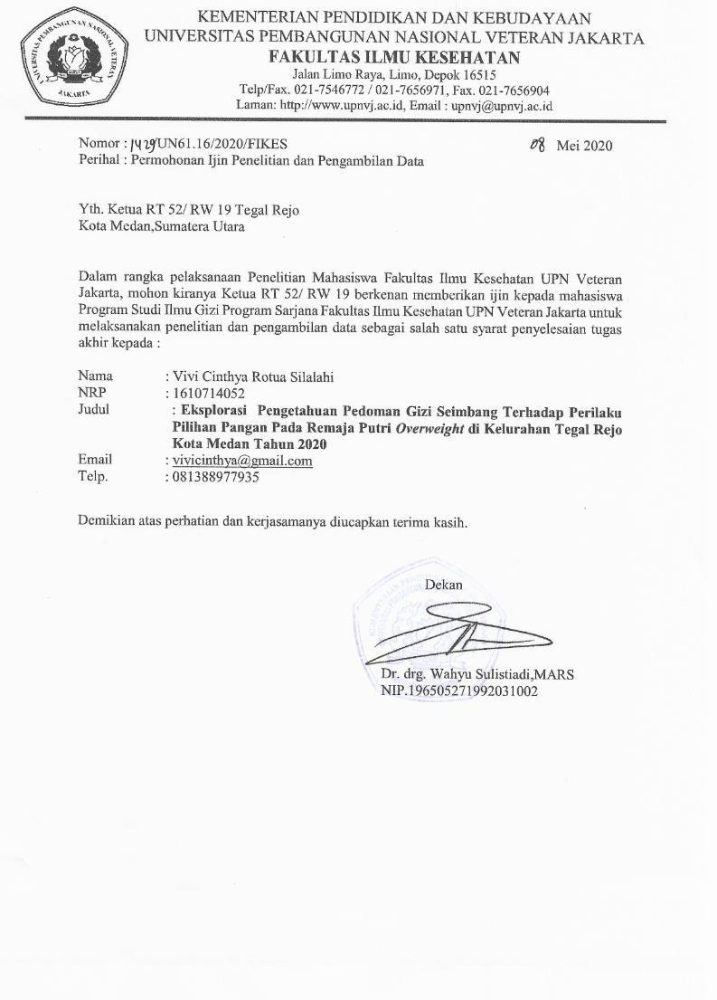 KEMENTERIAN PENDIDIKAN DAN KEBUDAYAAN
UNIVERSITAS PEMBANGUNAN NASIONAL VETERAN JAKARTA
FAKULTAS ILMU KESEHATAN
Jalan Limo Raya, Limo, Depok 16515
Telp/Fax. 021-7546772 / 021-7656971, Fax. 021-7656904
Laman: http://www.upnvj.ac.id, Email : upnvj@upnvj.ac.id
UNIVERSITAS PEMBANGUNAN NASIONAL VETERAN
JAKARTA
Nomor : 1429/UN61.16/2020/FIKES
08 Mei 2020
Perihal : Permohonan Ijin Penelitian dan Pengambilan Data
Yth. Ketua RT 52/ RW 19 Tegal Rejo
Kota Medan,Sumatera Utara
Dalam rangka pelaksanaan Penelitian Mahasiswa Fakultas Ilmu Kesehatan UPN Veteran
Jakarta, mohon kiranya Ketua RT 52/ RW 19 berkenan memberikan ijin kepada mahasiswa
Program Studi Ilmu Gizi Program Sarjana Fakultas Ilmu Kesehatan UPN Veteran Jakarta untuk
melaksanakan penelitian dan pengambilan data sebagai salah satu syarat penyelesaian tugas
akhir kepada :
Nama : Vivi Cinthya Rotua Silalahi
NRP : 1610714052
Judul : Eksplorasi Pengetahuan Pedoman Gizi Seimbang Terhadap Perilaku
Pilihan Pangan Pada Remaja Putri Overweight di Kelurahan Tegal Rejo
Kota Medan Tahun 2020
Email : vivicinthya@gmail.com
Telp. : 081388977935
Demikian atas perhatian dan kerjasamanya diucapkan terima kasih.
Dekan
Dr. drg. Wahyu Sulistiadi,MARS
NIP.196505271992031002